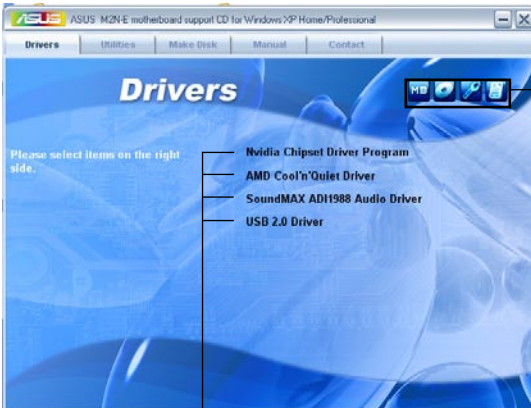 ASUS M2N-E motherboard support CD for Windows XP Home/Professional
Drivers Utilities Make Disk Manual Contact
Drivers
MB
Please select items on the right side.
Nvidia Chipset Driver Program
AMD Cool'n'Quiet Driver
SoundMAX ADI1988 Audio Driver
USB 2.0 Driver